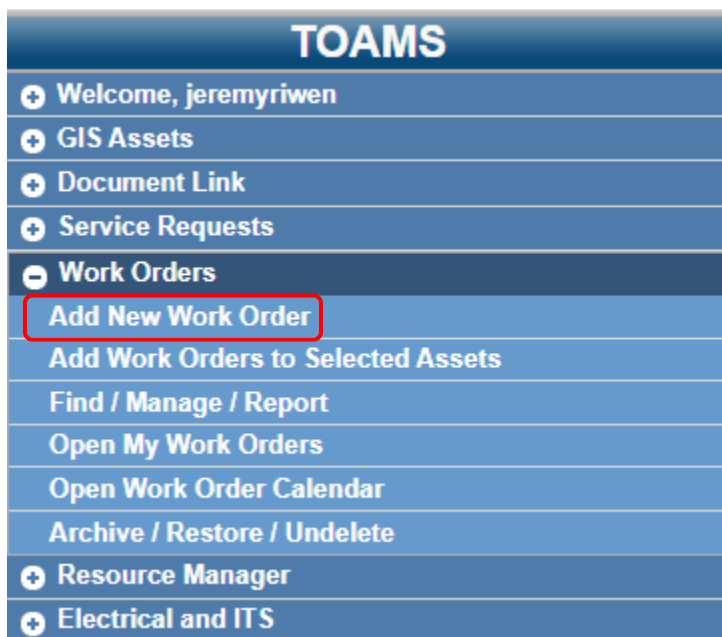 TOAMS
Welcome, jeremyriwen
GIS Assets
Document Link
Service Requests
Work Orders
Add New Work Order
Add Work Orders to Selected Assets
Find / Manage / Report
Open My Work Orders
Open Work Order Calendar
Archive / Restore / Undelete
Resource Manager
Electrical and ITS